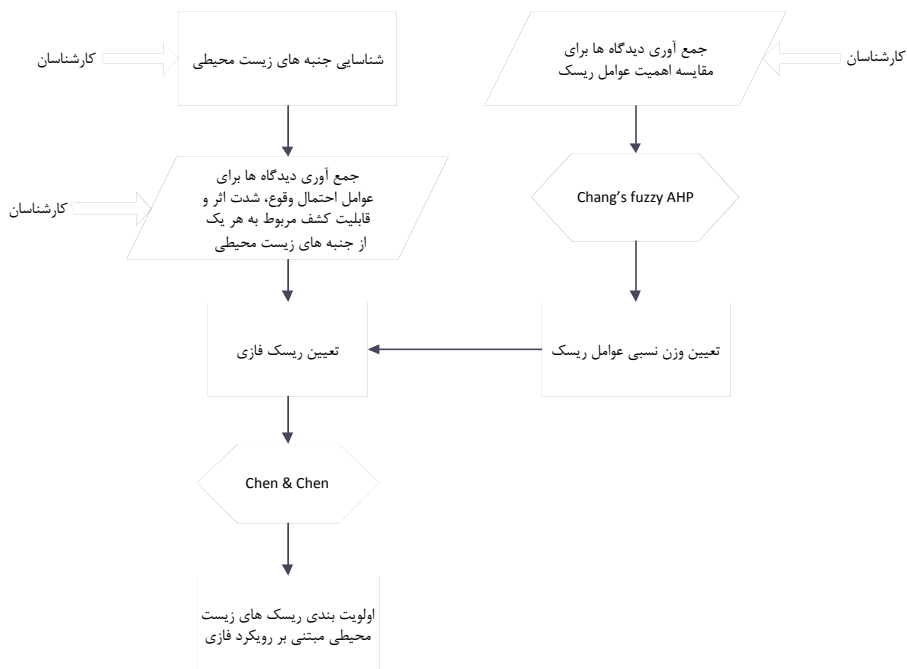 کارشناسان
شناسایی جنبه های زیست محیطی
جمع آوری دیدگاه ها برای
مقایسه اهمیت عوامل ریسک
کارشناسان
کارشناسان
جمع آوری دیدگاه ها برای
عوامل احتمال وقوع، شدت اثر و
قابلیت کشف مربوط به هر یک
از جنبه های زیست محیطی
Chang's fuzzy AHP
تعیین ریسک فازی
تعیین وزن نسبی عوامل ریسک
Chen & Chen
اولویت بندی ریسک های زیست
محیطی مبتنی بر رویکرد فازی